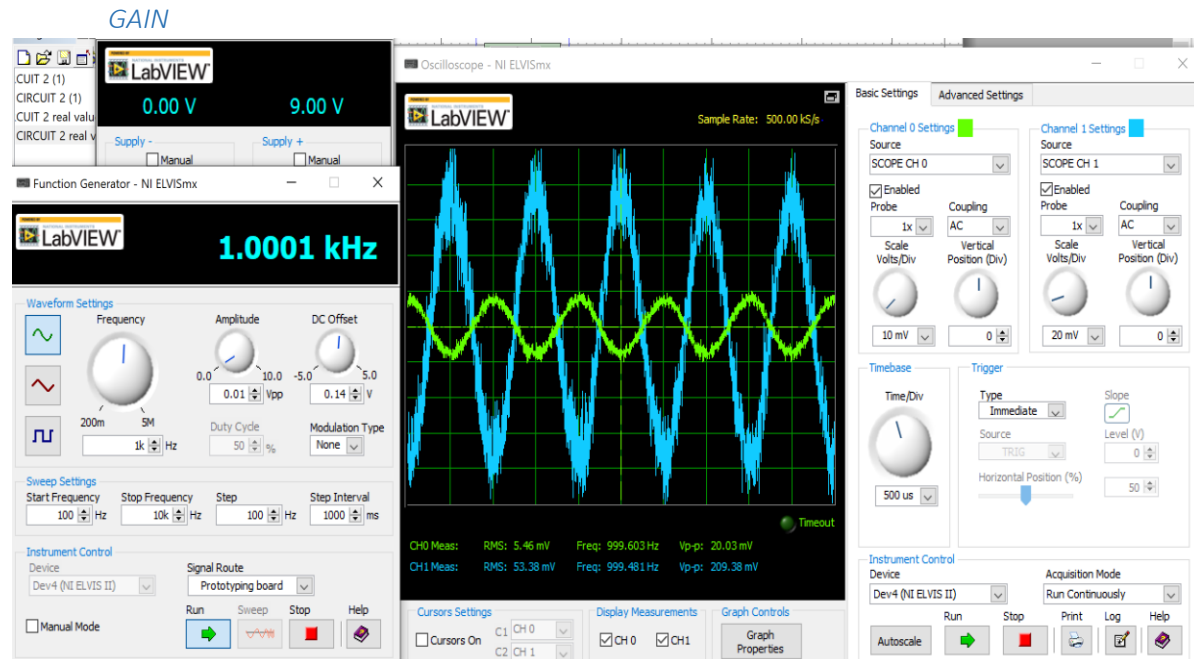 GAIN
CUIT 2 (1)
CIRCUIT 2 (1)
CUIT 2 real valu
CIRCUIT 2 real v
LabVIEW
0.00 V 9.00 V
Supply - Supply +
Manual Manual
Function Generator - NI ELVISmx
LabVIEW
1.0001 kHz
Waveform Settings
Frequency Amplitude DC Offset
0.0 10.0 -5.0 5.0
0.01 Vpp 0.14 V
200m 5M
Duty Cycle Modulation Type
1k Hz 50 % None
Sweep Settings
Start Frequency Stop Frequency Step Step Interval
100 Hz 10k Hz 100 Hz 1000 ms
Instrument Control
Device Signal Route
Dev4 (NI ELVIS II) Prototyping board
Run Sweep Stop Help
Manual Mode
Oscilloscope - NI ELVISmx
LabVIEW
Sample Rate: 500.00 kS/s
Timeout
CH0 Meas: RMS: 5.46 mV Freq: 999.603 Hz Vp-p: 20.03 mV
CH1 Meas: RMS: 53.38 mV Freq: 999.481 Hz Vp-p: 209.38 mV
Cursors Settings Display Measurements Graph Controls
Cursors On C1 CH 0 CH 0 CH1 Graph
Properties
C2 CH 1
Basic Settings Advanced Settings
Channel 0 Settings Channel 1 Settings
Source Source
SCOPE CH 0 SCOPE CH 1
Enabled Enabled
Probe Coupling Probe Coupling
1x AC 1x AC
Scale Vertical Scale Vertical
Volts/Div Position (Div) Volts/Div Position (Div)
10 mV 0 20 mV 0
Timebase Trigger
Time/Div Type Slope
Immediate
Source Level (V)
TRIG 0
Horizontal Position (%)
500 us 50
Instrument Control
Device Acquisition Mode
Dev4 (NI ELVIS II) Run Continuously
Run Stop Print Log Help
Autoscale